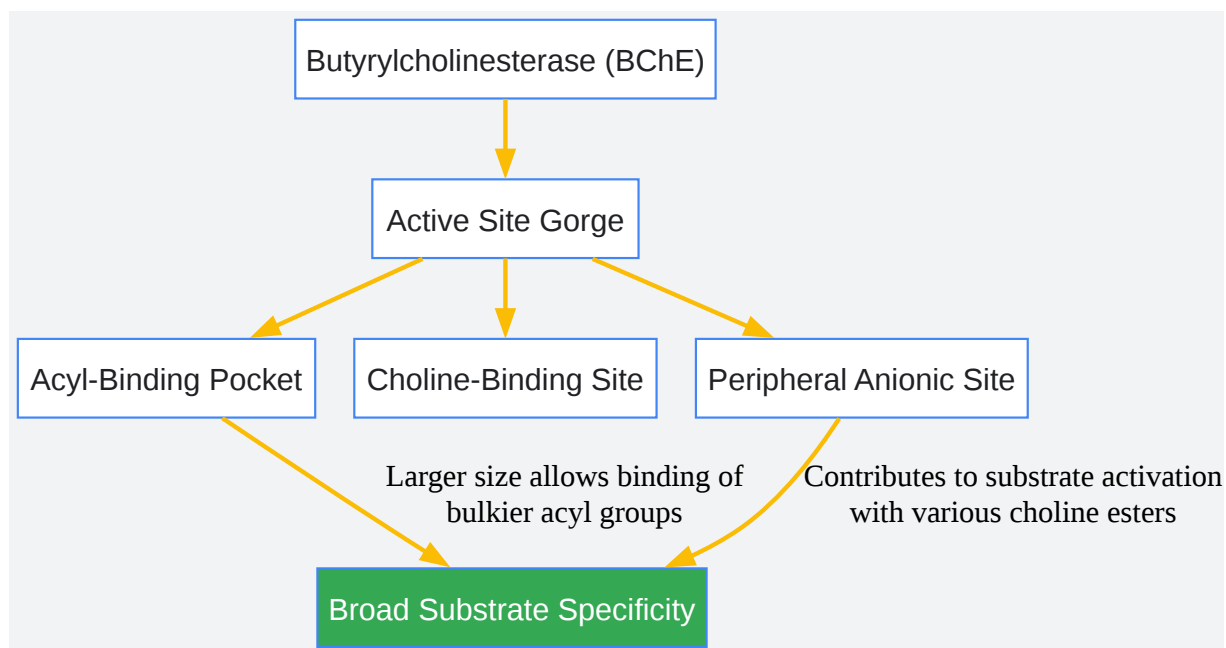 Butyrylcholinesterase (BChE)
Active Site Gorge
Acyl-Binding Pocket
Choline-Binding Site
Peripheral Anionic Site
Larger size allows binding of
bulkier acyl groups
Contributes to substrate activation
with various choline esters
Broad Substrate Specificity